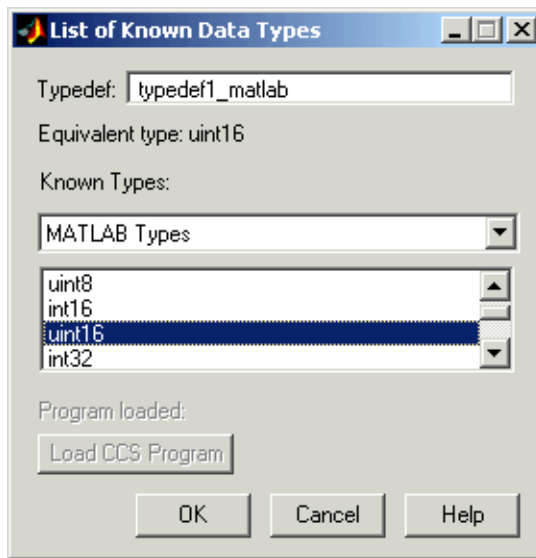 List of Known Data Types
Typedef: typedef1_matlab
Equivalent type: uint16
Known Types:
MATLAB Types
uint8
int16
uint16
int32
Program loaded:
Load CCS Program
OK Cancel Help